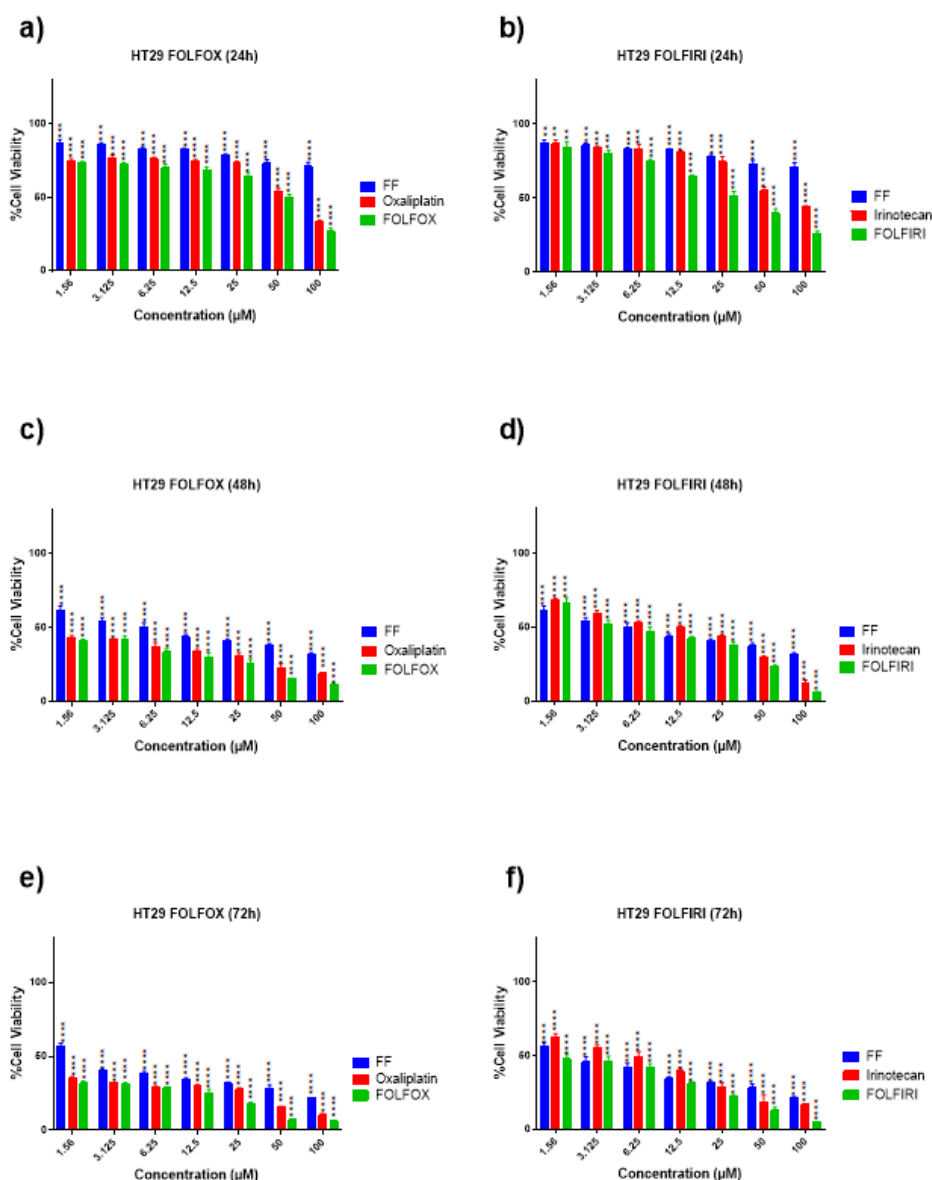 a)
HT29 FOLFOX (24h)
%Cell Viability
100
50
0
1.56
3.125
6.25
12.5
25
50
100
Concentration (µM)
FF
Oxaliplatin
FOLFOX
b)
HT29 FOLFIRI (24h)
%Cell Viability
100
50
0
1.56
3.125
6.25
12.5
25
50
100
Concentration (µM)
FF
Irinotecan
FOLFIRI
c)
HT29 FOLFOX (48h)
%Cell Viability
100
50
0
1.56
3.125
6.25
12.5
25
50
100
Concentration (µM)
FF
Oxaliplatin
FOLFOX
d)
HT29 FOLFIRI (48h)
%Cell Viability
100
50
0
1.56
3.125
6.25
12.5
25
50
100
Concentration (µM)
FF
Irinotecan
FOLFIRI
e)
HT29 FOLFOX (72h)
%Cell Viability
100
50
0
1.56
3.125
6.25
12.5
25
50
100
Concentration (µM)
FF
Oxaliplatin
FOLFOX
f)
HT29 FOLFIRI (72h)
%Cell Viability
100
50
0
1.56
3.125
6.25
12.5
25
50
100
Concentration (µM)
FF
Irinotecan
FOLFIRI